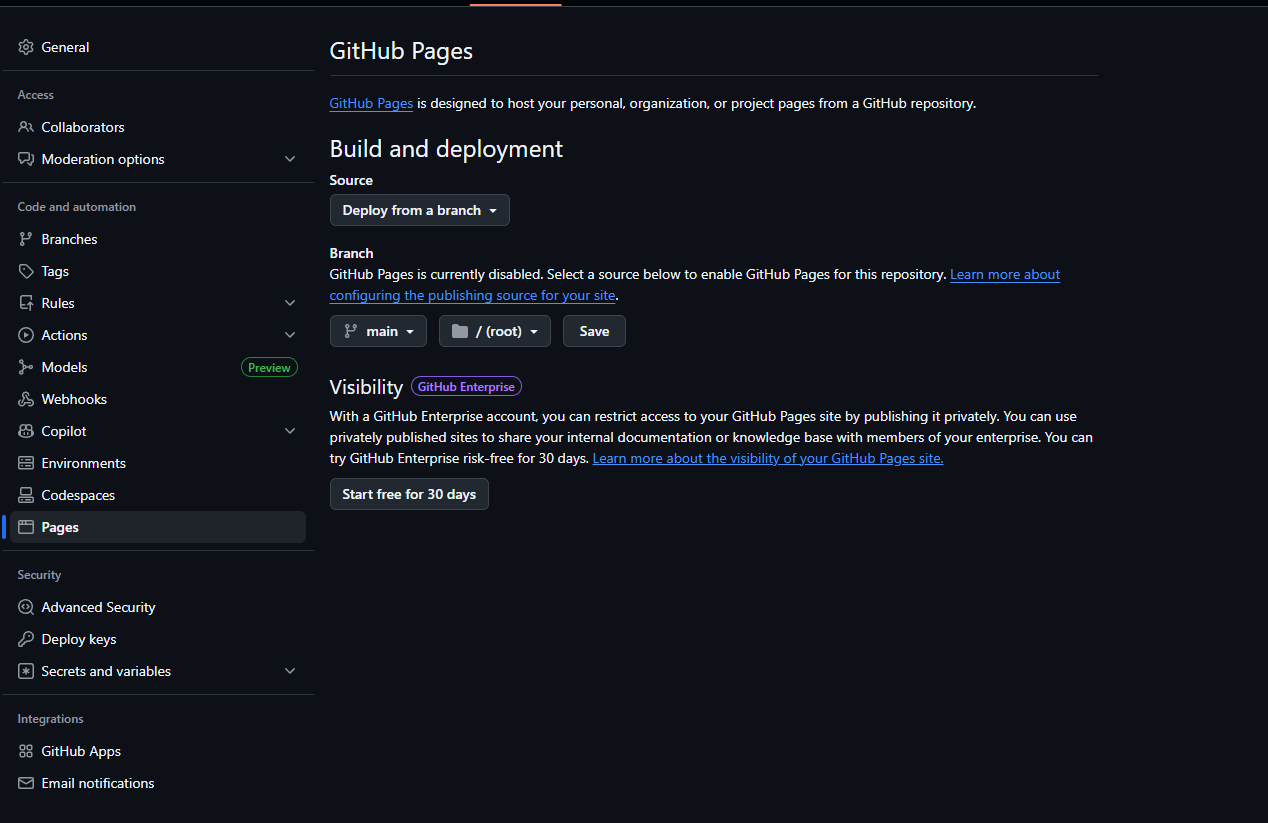 General
Access
Collaborators
Moderation options
Code and automation
Branches
Tags
Rules
Actions
Models Preview
Webhooks
Copilot
Environments
Codespaces
Pages
Security
Advanced Security
Deploy keys
Secrets and variables
Integrations
GitHub Apps
Email notifications
GitHub Pages
GitHub Pages is designed to host your personal, organization, or project pages from a GitHub repository.
Build and deployment
Source
Deploy from a branch
Branch
GitHub Pages is currently disabled. Select a source below to enable GitHub Pages for this repository. Learn more about
configuring the publishing source for your site.
main / (root) Save
Visibility GitHub Enterprise
With a GitHub Enterprise account, you can restrict access to your GitHub Pages site by publishing it privately. You can use
privately published sites to share your internal documentation or knowledge base with members of your enterprise. You can
try GitHub Enterprise risk-free for 30 days. Learn more about the visibility of your GitHub Pages site.
Start free for 30 days